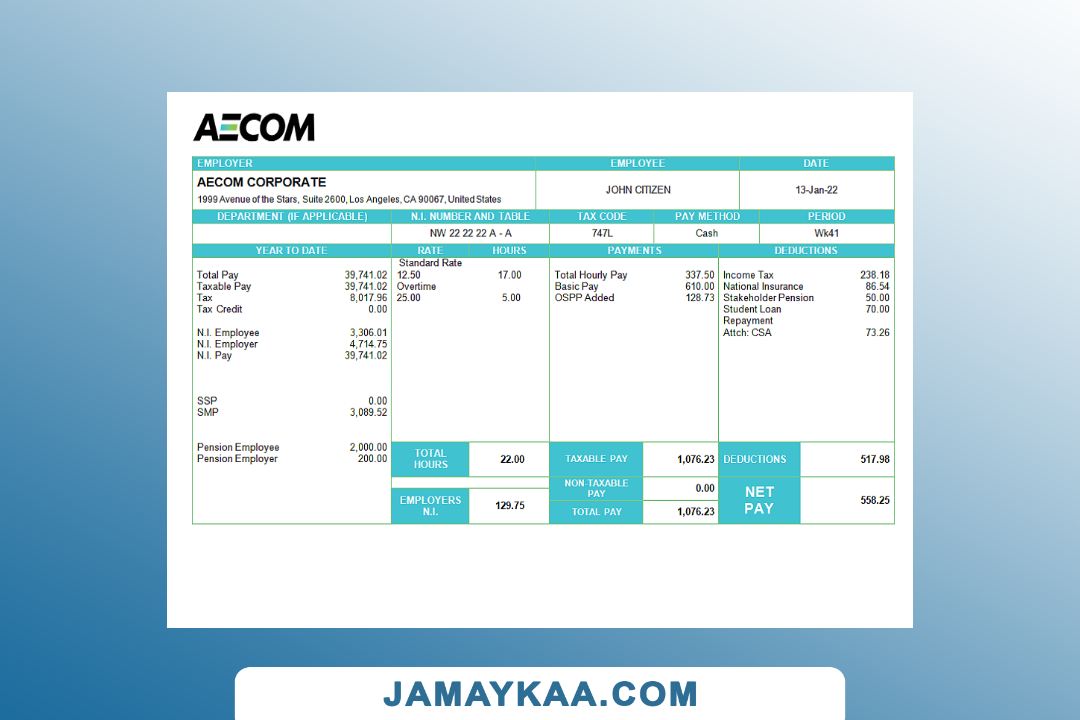 AECOM
EMPLOYER EMPLOYEE DATE
AECOM CORPORATE
1999 Avenue of the Stars, Suite 2600, Los Angeles, CA 90067, United States
JOHN CITIZEN 13-Jan-22
DEPARTMENT (IF APPLICABLE) N.I. NUMBER AND TABLE TAX CODE PAY METHOD PERIOD
NW 22 22 22 A - A 747L Cash Wk41
YEAR TO DATE RATE HOURS PAYMENTS DEDUCTIONS
Standard Rate
Total Pay 39,741.02 12.50 17.00 Total Hourly Pay 337.50 Income Tax 238.18
Taxable Pay 39,741.02 Overtime Basic Pay 610.00 National Insurance 86.54
Tax 8,017.96 25.00 5.00 OSPP Added 128.73 Stakeholder Pension 50.00
Tax Credit 0.00 Student Loan 70.00
Repayment
N.I. Employee 3,306.01 Attch: CSA 73.26
N.I. Employer 4,714.75
N.I. Pay 39,741.02
SSP 0.00
SMP 3,089.52
Pension Employee 2,000.00
Pension Employer 200.00
TOTAL
HOURS 22.00 TAXABLE PAY 1,076.23 DEDUCTIONS 517.98
NON-TAXABLE
PAY 0.00
EMPLOYERS
N.I. 129.75 TOTAL PAY 1,076.23
NET
PAY 558.25
JAMAYKAA.COM